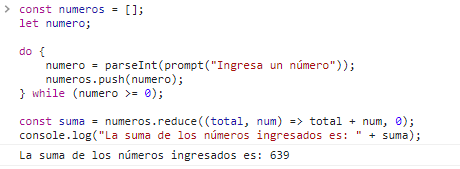 const numeros = [];
let numero;
do {
    numero = parseInt(prompt("Ingresa un número"));
    numeros.push(numero);
} while (numero >= 0);
const suma = numeros.reduce((total, num) => total + num, 0);
console.log("La suma de los números ingresados es: " + suma);
La suma de los números ingresados es: 639